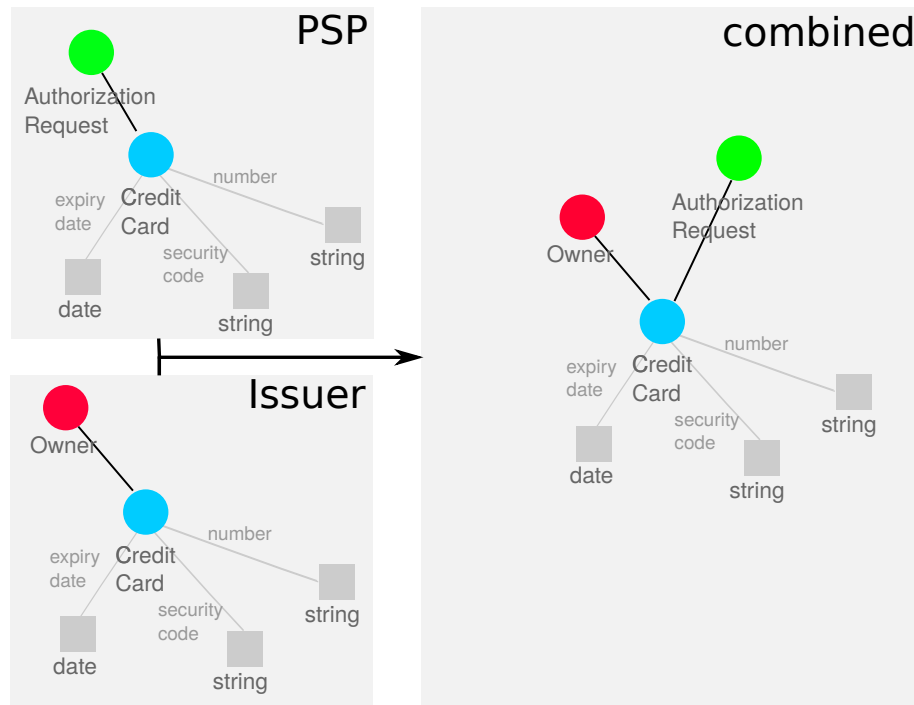 PSP
Authorization
Request
number
expiry
date
Credit
Card
security
code
string
date
string
Issuer
Owner
number
expiry
date
Credit
Card
security
code
string
date
string
combined
Authorization
Request
Owner
number
expiry
date
Credit
Card
security
code
string
date
string